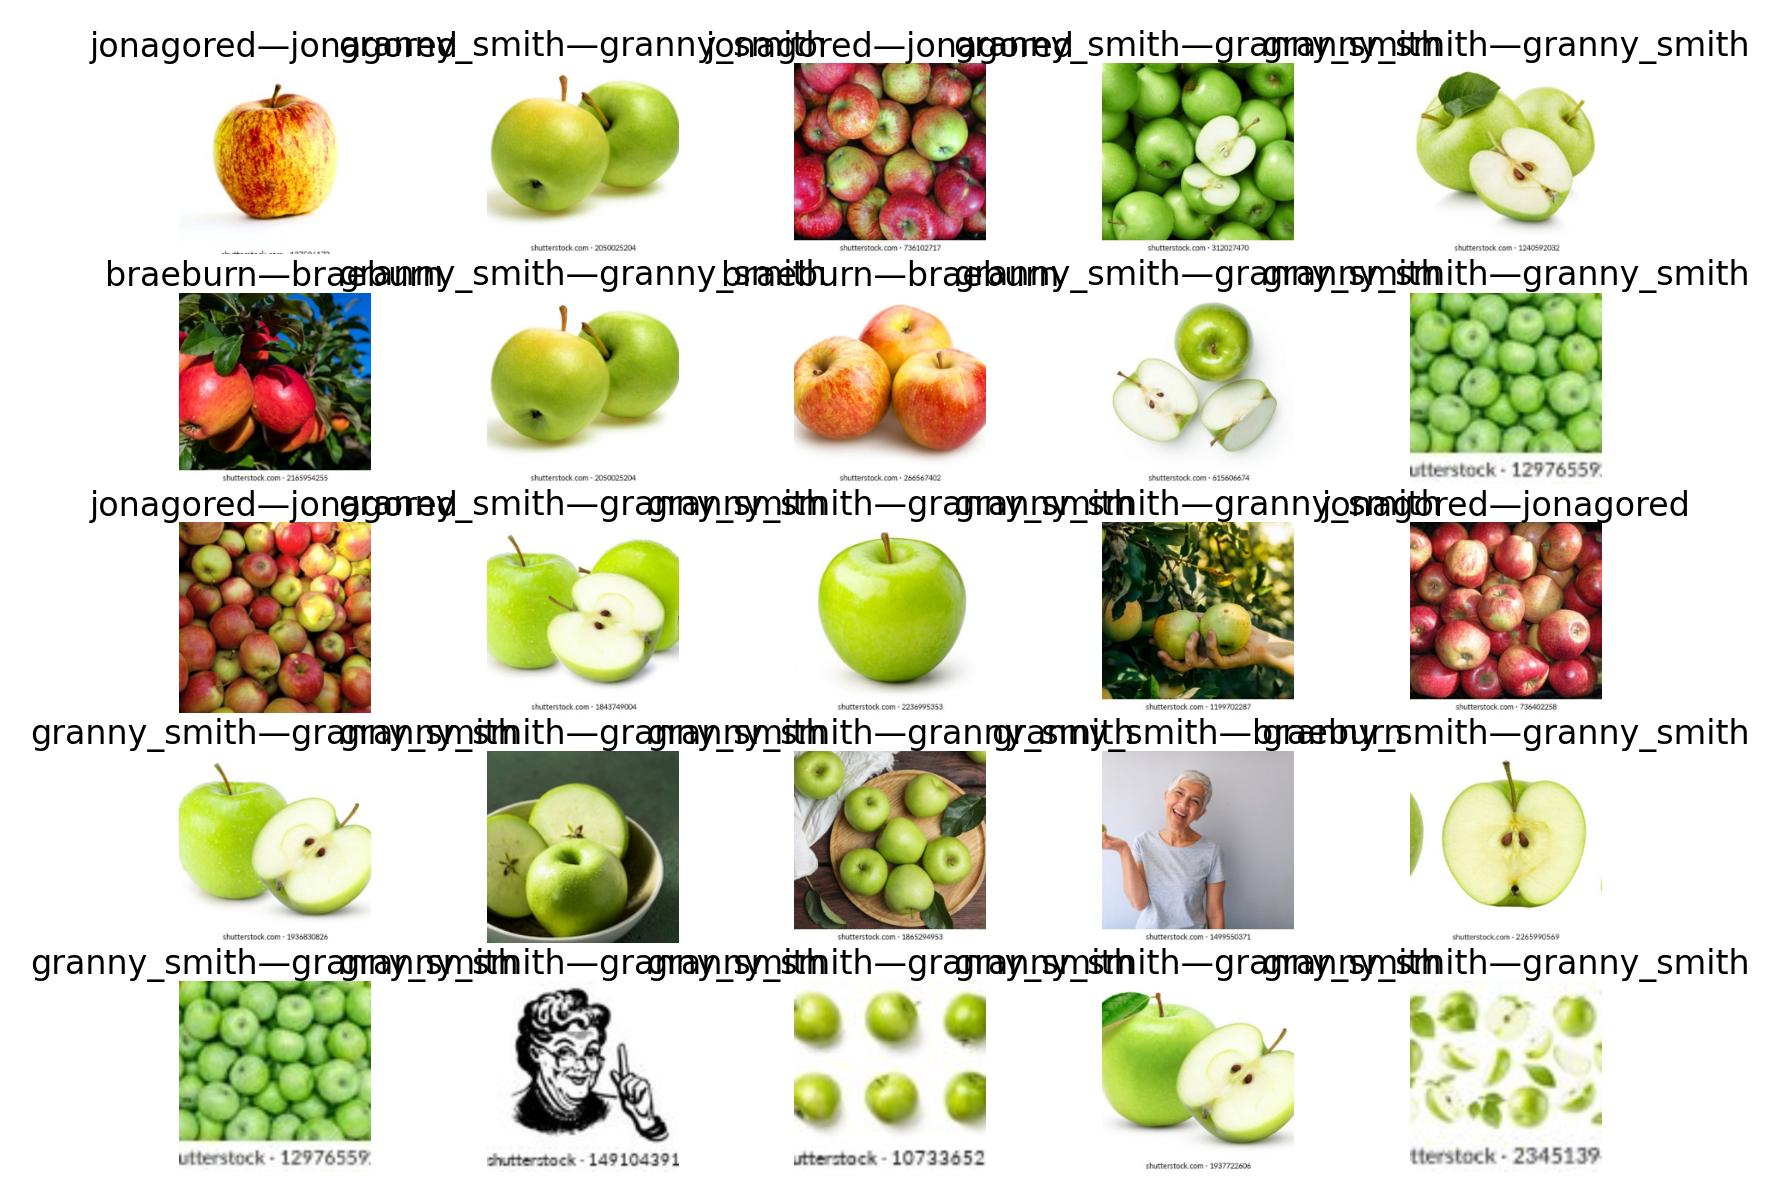 jonagored—jonagored granny_smith—granny_smith jonagored—jonagored granny_smith—granny_smith granny_smith—granny_smith
shutterstock.com · 2050025204 shutterstock.com · 736102717 shutterstock.com · 312027470 shutterstock.com · 1240592032
braeburn—braeburn granny_smith—granny_smith braeburn—braeburn granny_smith—granny_smith granny_smith—granny_smith
shutterstock.com · 2165954255 shutterstock.com · 2050025204 shutterstock.com · 266567402 shutterstock.com · 615606674 utterstock · 129765592
jonagored—jonagored granny_smith—granny_smith granny_smith—granny_smith granny_smith—granny_smith jonagored—jonagored
shutterstock.com · 1843749004 shutterstock.com · 2236995353 shutterstock.com · 1199702287 shutterstock.com · 736402258
granny_smith—granny_smith granny_smith—granny_smith granny_smith—granny_smith granny_smith—braeburn granny_smith—granny_smith
shutterstock.com · 1936830826 shutterstock.com · 1865294953 shutterstock.com · 1499550371 shutterstock.com · 2265990569
granny_smith—granny_smith granny_smith—granny_smith granny_smith—granny_smith granny_smith—granny_smith granny_smith—granny_smith
utterstock · 129765592 shutterstock · 149104391 utterstock · 10733652 shutterstock.com · 1937722606 tterstock · 2345139